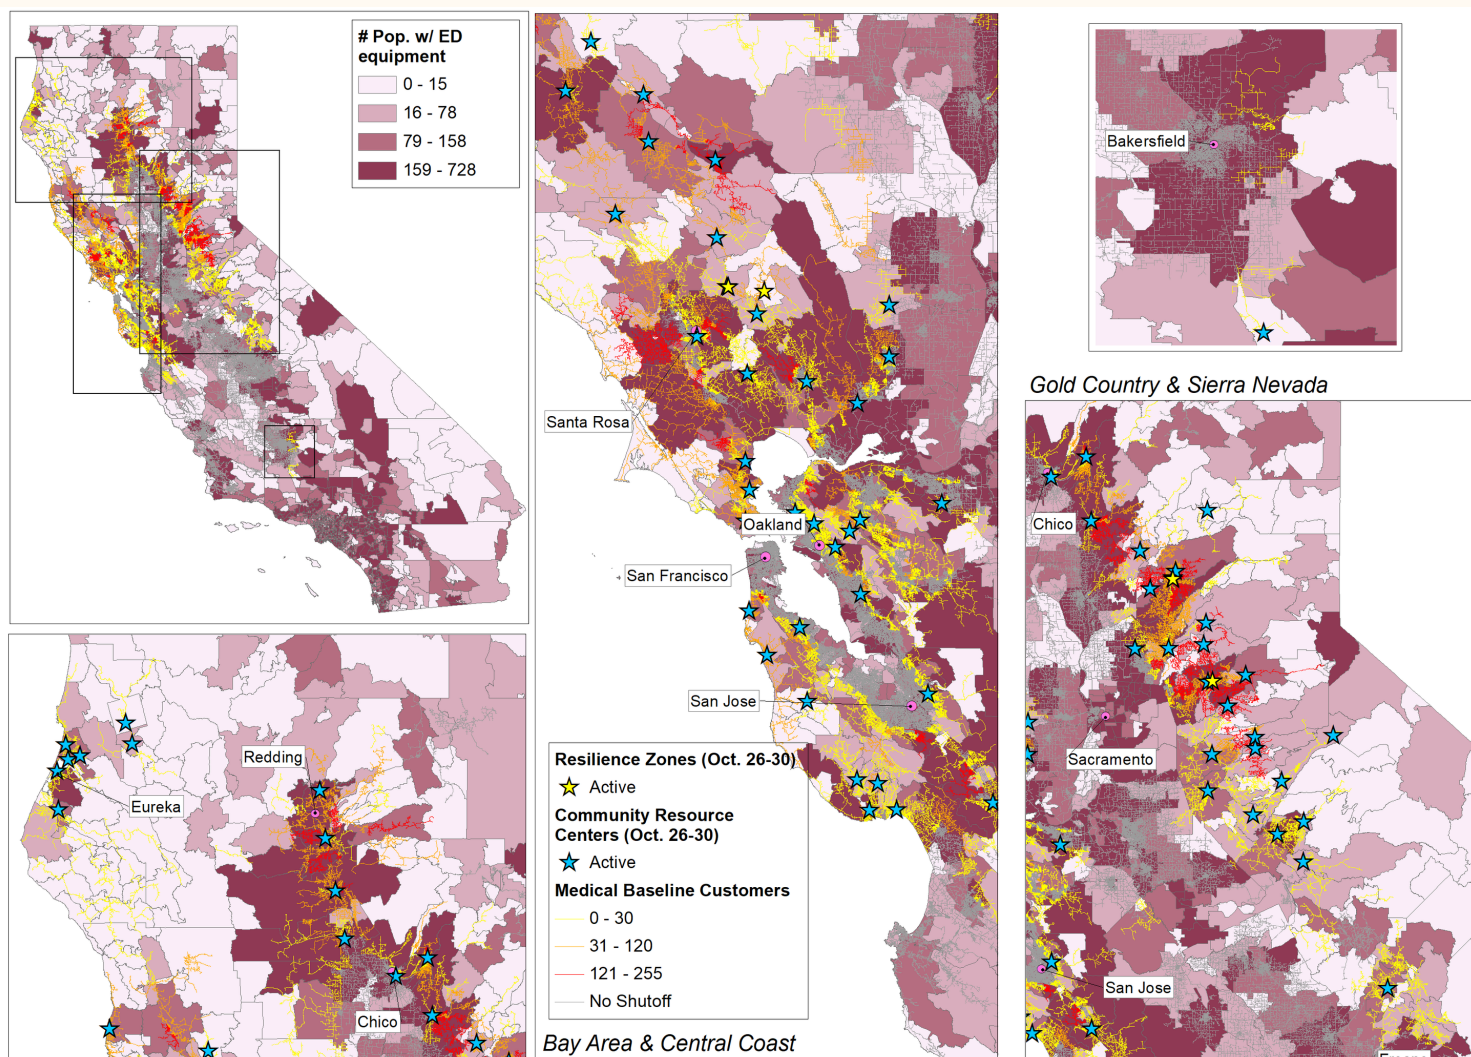 # Pop. w/ ED
equipment
0 - 15
16 - 78
79 - 158
159 - 728
Redding
Eureka
Chico
Santa Rosa
Oakland
San Francisco
San Jose
Resilience Zones (Oct. 26-30)
Active
Community Resource
Centers (Oct. 26-30)
Active
Medical Baseline Customers
0 - 30
31 - 120
121 - 255
No Shutoff
Bay Area & Central Coast
Bakersfield
Gold Country & Sierra Nevada
Chico
Sacramento
San Jose